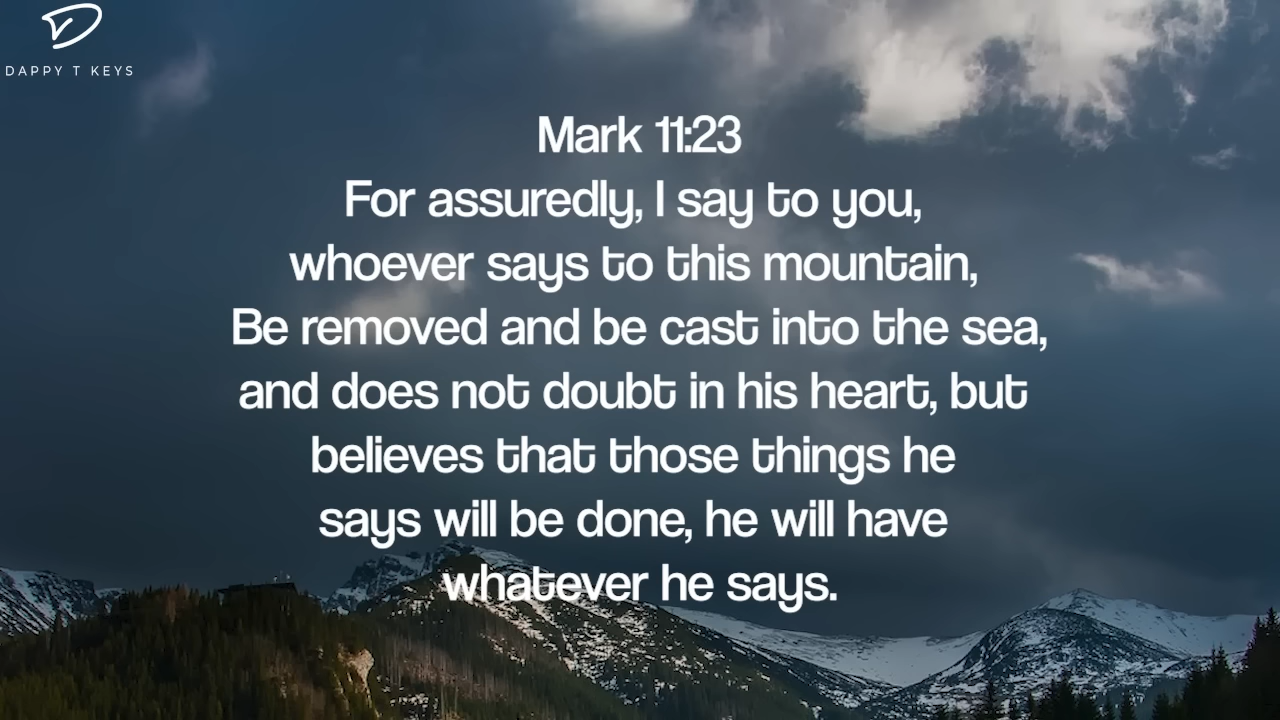 DAPPY T KEYS
Mark 11:23
For assuredly, I say to you,
whoever says to this mountain,
Be removed and be cast into the sea,
and does not doubt in his heart, but
believes that those things he
says will be done, he will have
whatever he says.